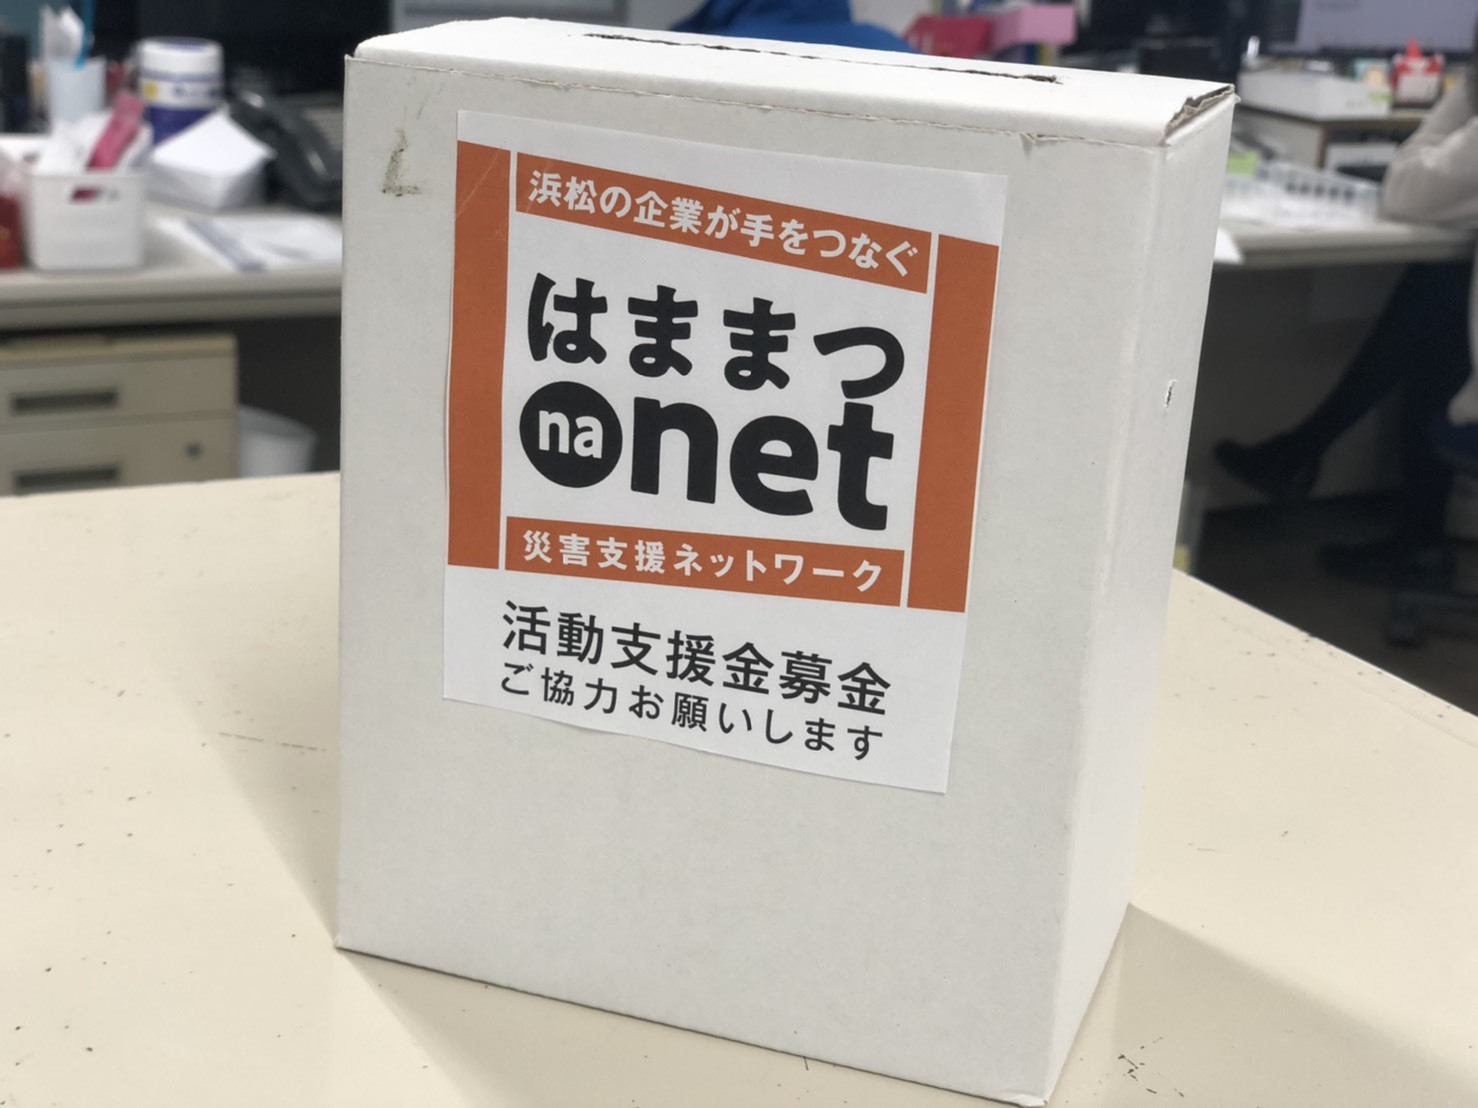 浜松の企業が手をつなぐ
はままつ
na net
災害支援ネットワーク
活動支援金募金
ご協力お願いします